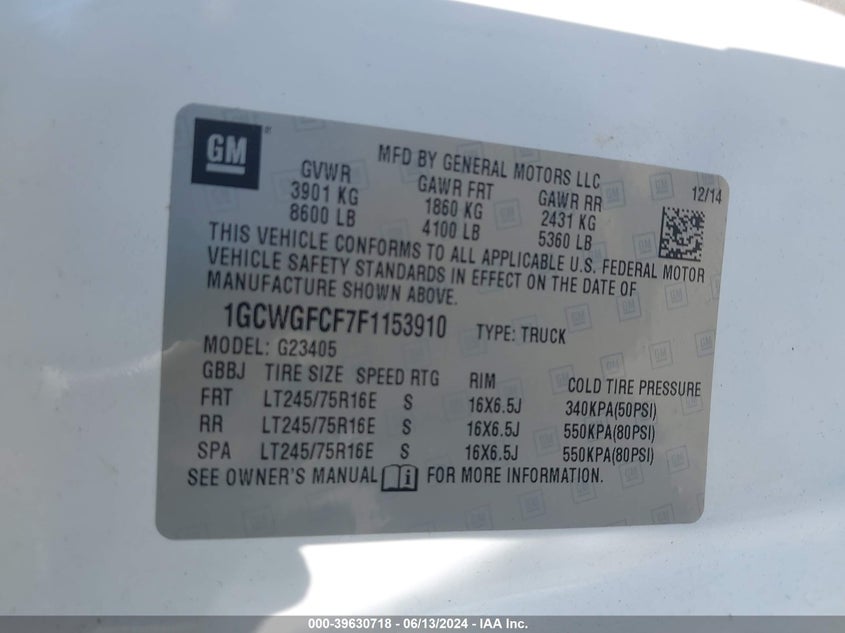 GM
MFD BY GENERAL MOTORS LLC
12/14
GVWR GAWR FRT GAWR RR
3901 KG 1860 KG 2431 KG
8600 LB 4100 LB 5360 LB
THIS VEHICLE CONFORMS TO ALL APPLICABLE U.S. FEDERAL MOTOR
VEHICLE SAFETY STANDARDS IN EFFECT ON THE DATE OF
MANUFACTURE SHOWN ABOVE.
1GCWGFCF7F1153910 TYPE: TRUCK
MODEL: G23405
GBBJ TIRE SIZE SPEED RTG RIM COLD TIRE PRESSURE
FRT LT245/75R16E S 16X6.5J 340KPA(50PSI)
RR LT245/75R16E S 16X6.5J 550KPA(80PSI)
SPA LT245/75R16E S 16X6.5J 550KPA(80PSI)
SEE OWNER'S MANUAL FOR MORE INFORMATION.
000-39630718 - 06/13/2024 - IAA Inc.